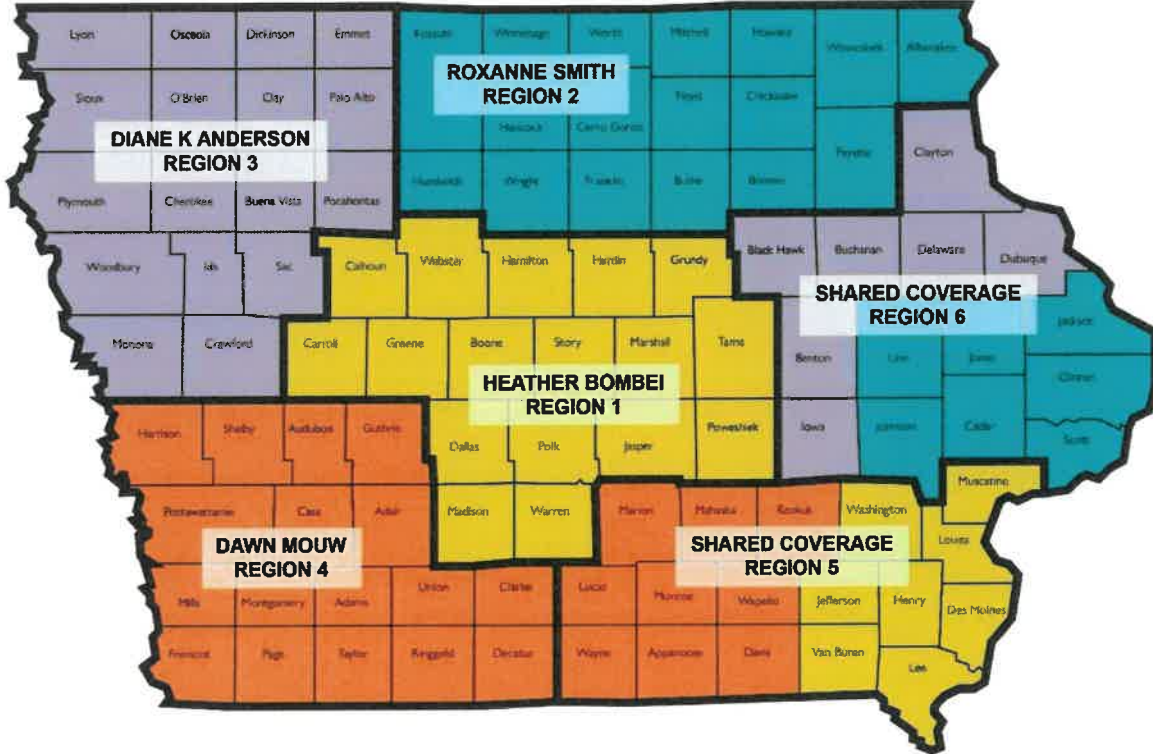 Lyon Osceola Dickinson Emmet Kossuth Winnebago Worth Mitchell Howard Winneshiek Allamakee
ROXANNE SMITH
REGION 2
Sioux O'Brien Clay Palo Alto Floyd Chickasaw
Hancock Cerro Gordo Fayette Clayton
DIANE K ANDERSON
REGION 3
Plymouth Cherokee Buena Vista Pocahontas Humboldt Wright Franklin Butler Bremer
Woodbury Ida Sac Calhoun Webster Hamilton Hardin Grundy Black Hawk Buchanan Delaware Dubuque
SHARED COVERAGE
REGION 6
Monona Crawford Carroll Greene Boone Story Marshall Tama Benton Linn Jones Jackson
Clinton
HEATHER BOMBEI
REGION 1
Harrison Shelby Audubon Guthrie Dallas Polk Jasper Poweshiek Iowa Johnson Cedar Scott
Muscatine
Pottawattamie Cass Adair Madison Warren Marion Mahaska Keokuk Washington Louisa
DAWN MOUW
REGION 4
SHARED COVERAGE
REGION 5
Mills Montgomery Adams Union Clarke Lucas Monroe Wapello Jefferson Henry Des Moines
Fremont Page Taylor Ringgold Decatur Wayne Appanoose Davis Van Buren Lee